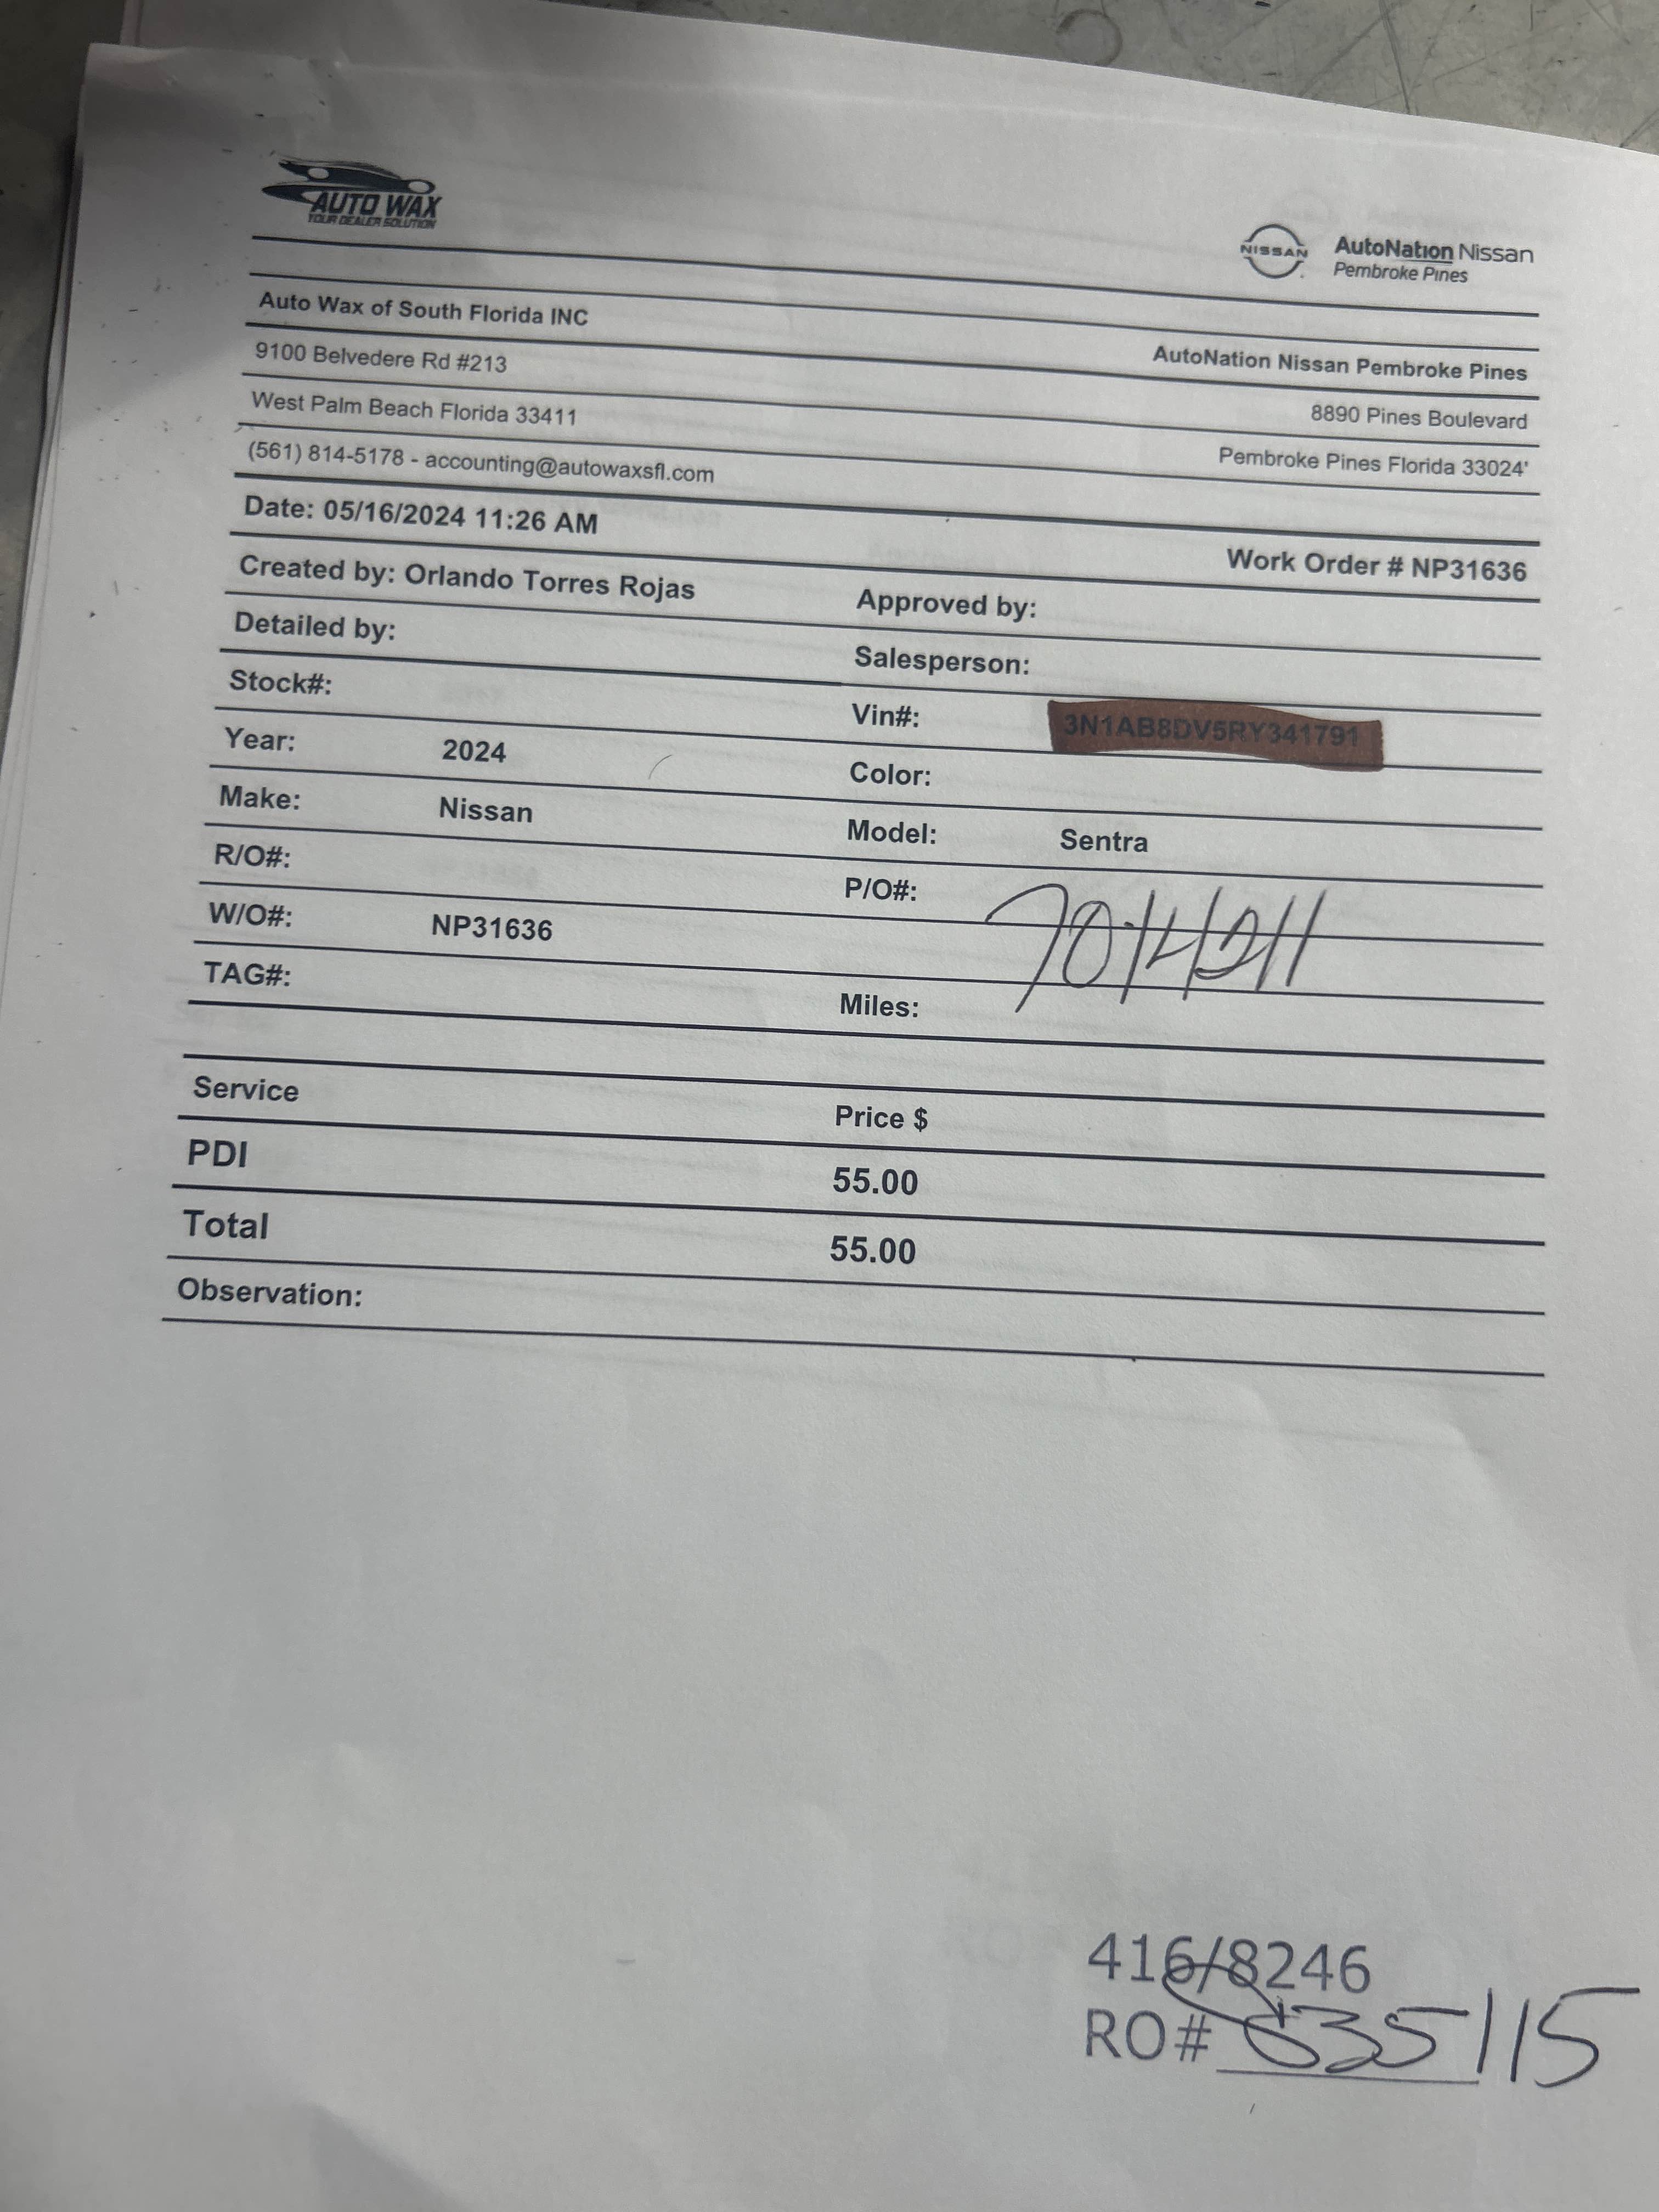 AUTO WAX
YOUR DEALER SOLUTION
NISSAN
AutoNation Nissan
Pembroke Pines
Auto Wax of South Florida INC
AutoNation Nissan Pembroke Pines
9100 Belvedere Rd #213
8890 Pines Boulevard
West Palm Beach Florida 33411
Pembroke Pines Florida 33024'
(561) 814-5178 - accounting@autowaxsfl.com
Date: 05/16/2024 11:26 AM
Work Order # NP31636
Created by: Orlando Torres Rojas
Approved by:
Detailed by:
Salesperson:
Stock#:
Vin#: 3N1AB8DV5RY341791
Year: 2024
Color:
Make: Nissan
Model: Sentra
R/O#:
P/O#:
W/O#: NP31636
TAG#:
Miles:
Service Price $
PDI 55.00
Total 55.00
Observation:
416/8246
RO#